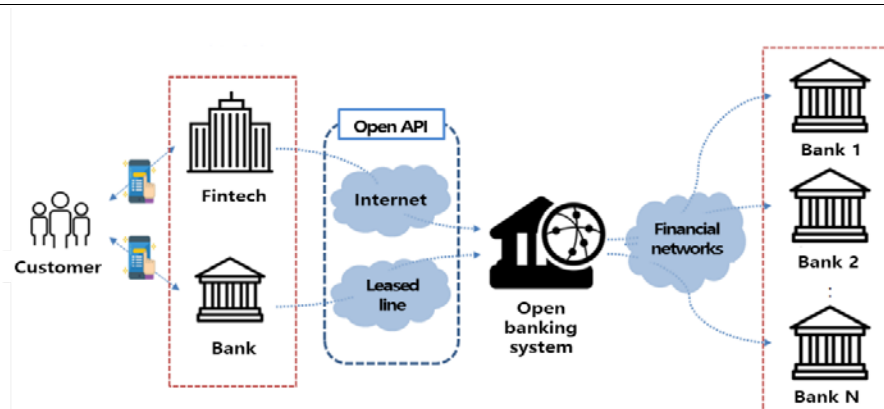 Open API
Fintech
Internet
Customer
Leased
line
Bank
Open
banking
system
Financial
networks
Bank 1
Bank 2
:
Bank N